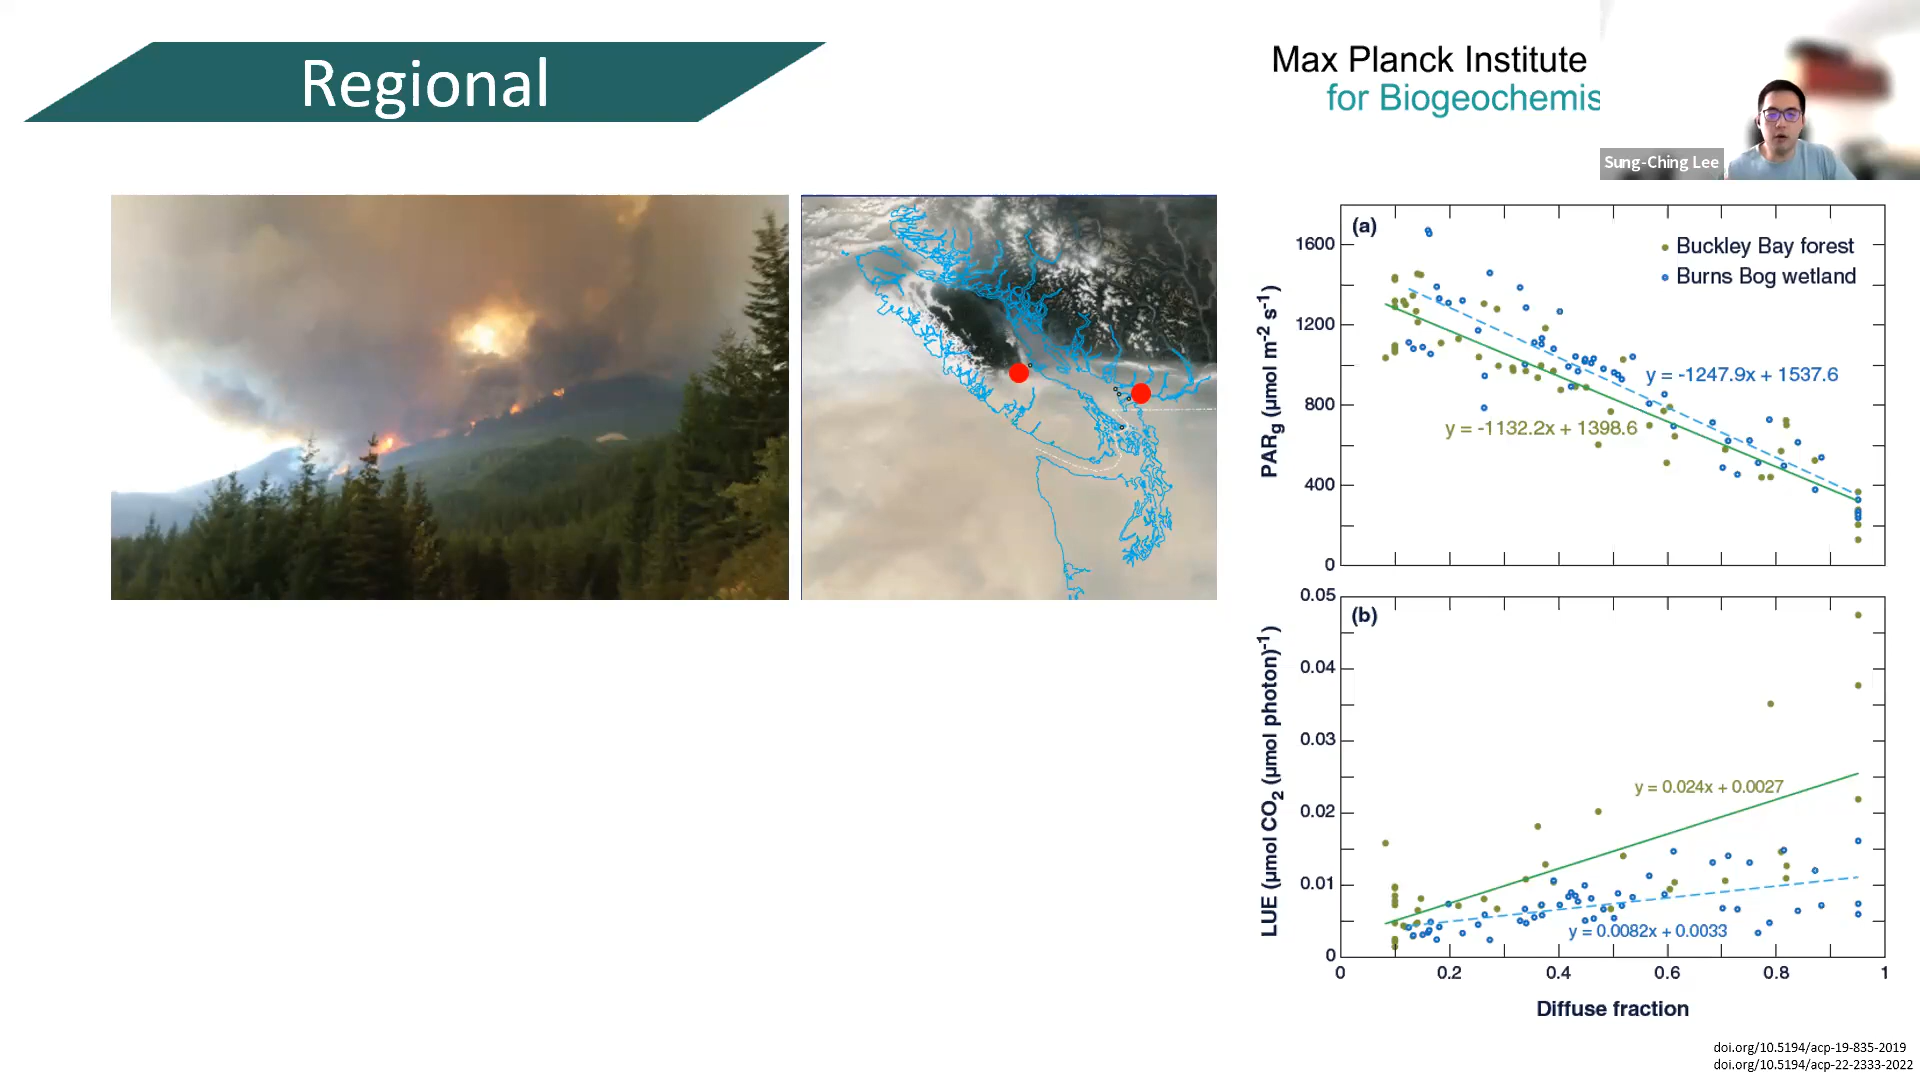 Regional
Max Planck Institute
for Biogeochemis
Sung-Ching Lee
(a)
Buckley Bay forest
Burns Bog wetland
1600
1200
800
400
0
PARg (μmol m-2 s-1)
y = -1247.9x + 1537.6
y = -1132.2x + 1398.6
(b)
0.05
0.04
0.03
0.02
0.01
0
LUE (μmol CO2 (μmol photon)-1)
y = 0.024x + 0.0027
y = 0.0082x + 0.0033
0 0.2 0.4 0.6 0.8 1
Diffuse fraction
doi.org/10.5194/acp-19-835-2019
doi.org/10.5194/acp-22-2333-2022